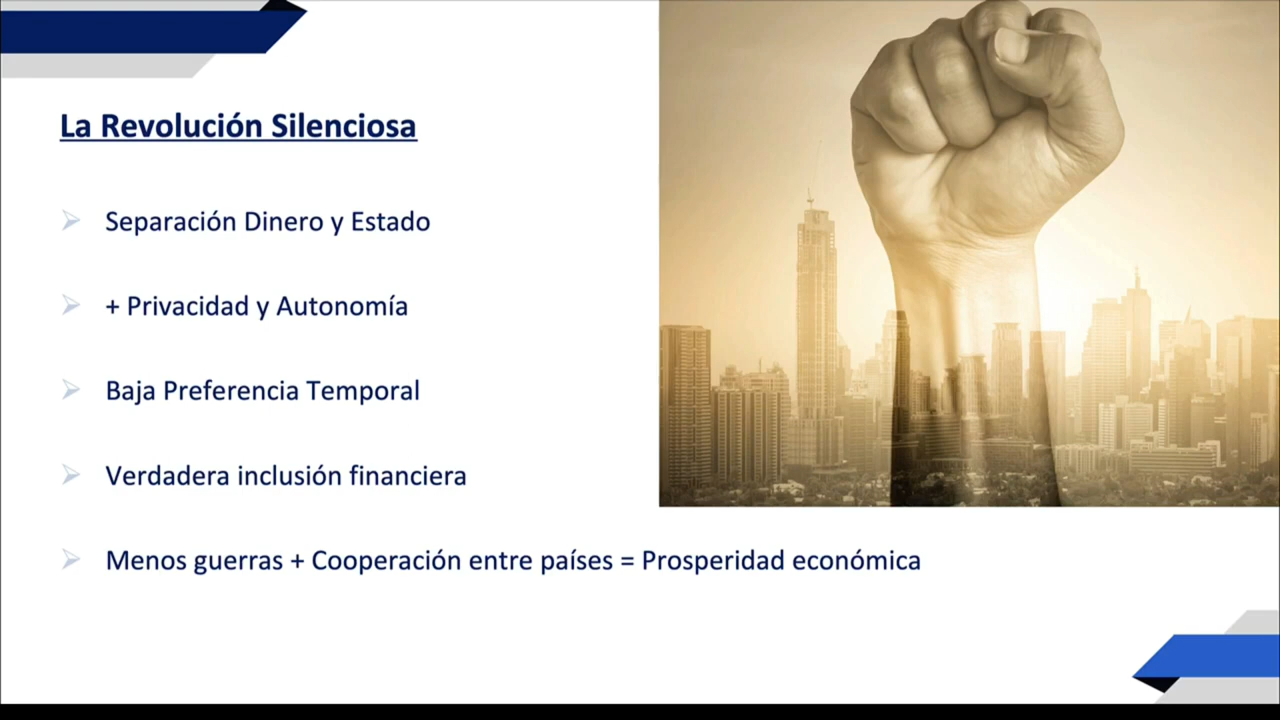 La Revolución Silenciosa
Separación Dinero y Estado
+ Privacidad y Autonomía
Baja Preferencia Temporal
Verdadera inclusión financiera
Menos guerras + Cooperación entre países = Prosperidad económica